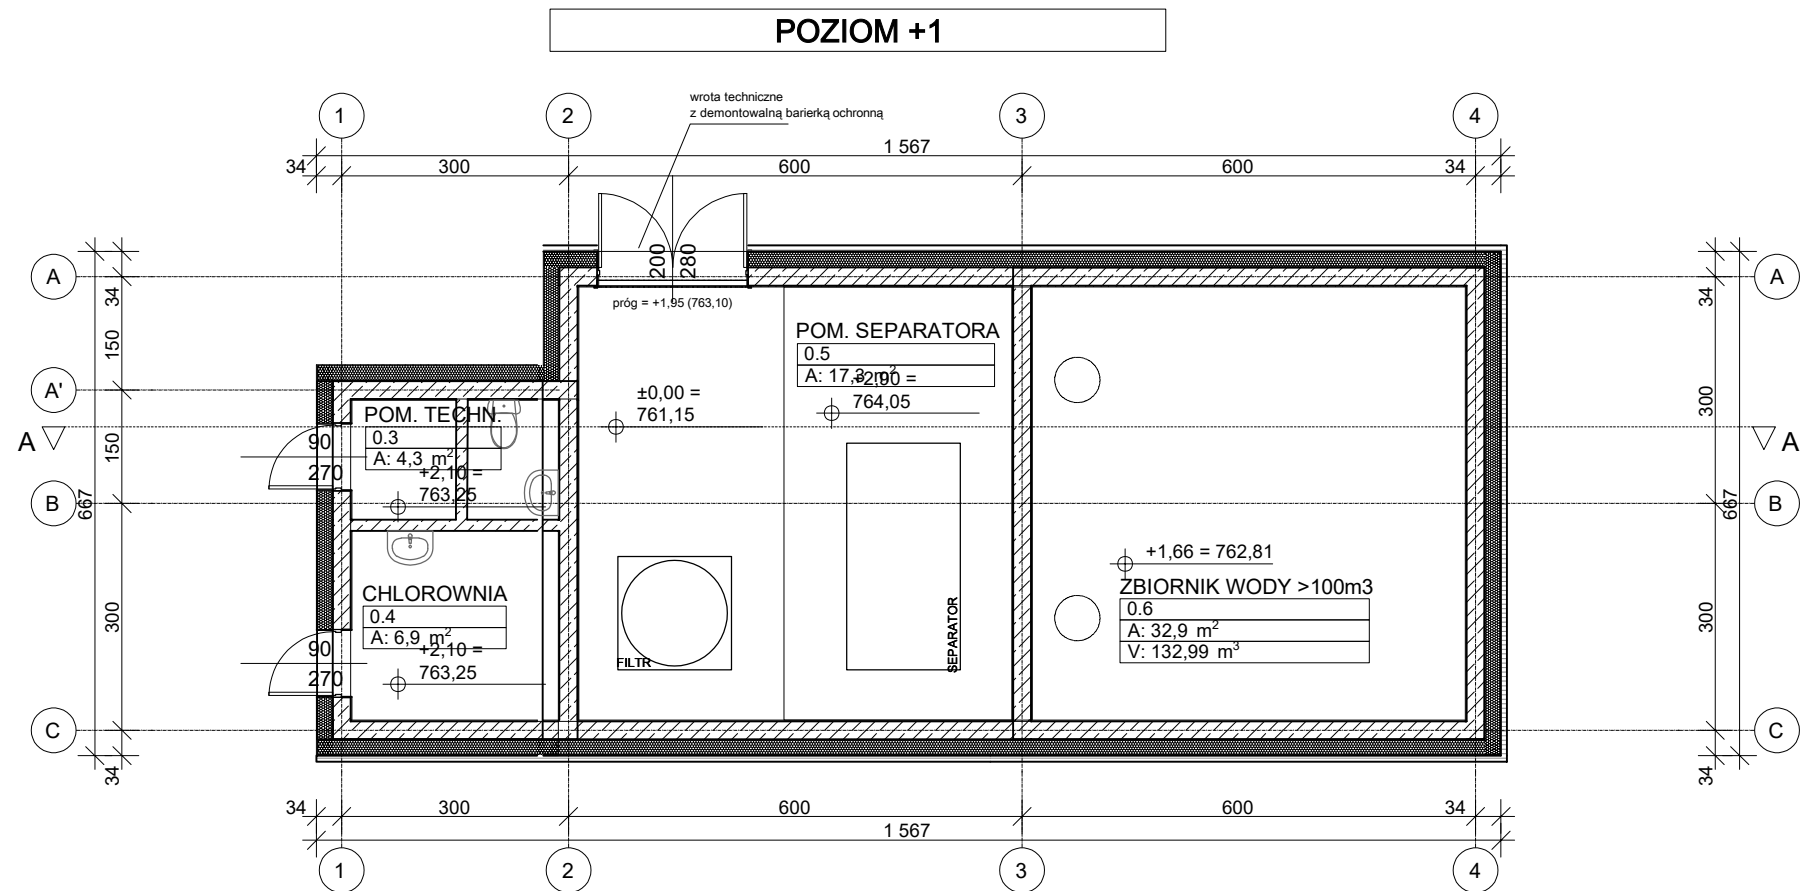 POZIOM +1
wrota techniczne
z demontowalną barierką ochronną
1 2 3 4
1 567
34 300 600 600 34
A A
34 34
200
280
próg = +1,95 (763,10)
POM. SEPARATORA
0.5
A: 17,3 m²
+2,90 =
764,05
150
A'
±0,00 =
761,15
300
POM. TECHN.
0.3
A: 4,3 m²
+2,10 =
763,25
90
270
A A
150
B B
667 667
+1,66 = 762,81
ZBIORNIK WODY >100m3
0.6
A: 32,9 m²
V: 132,99 m³
CHLOROWNIA
0.4
A: 6,9 m²
+2,10 =
763,25
90
270
300 300
FILTR
SEPARATOR
C C
34 34
34 300 600 600 34
1 567
1 2 3 4